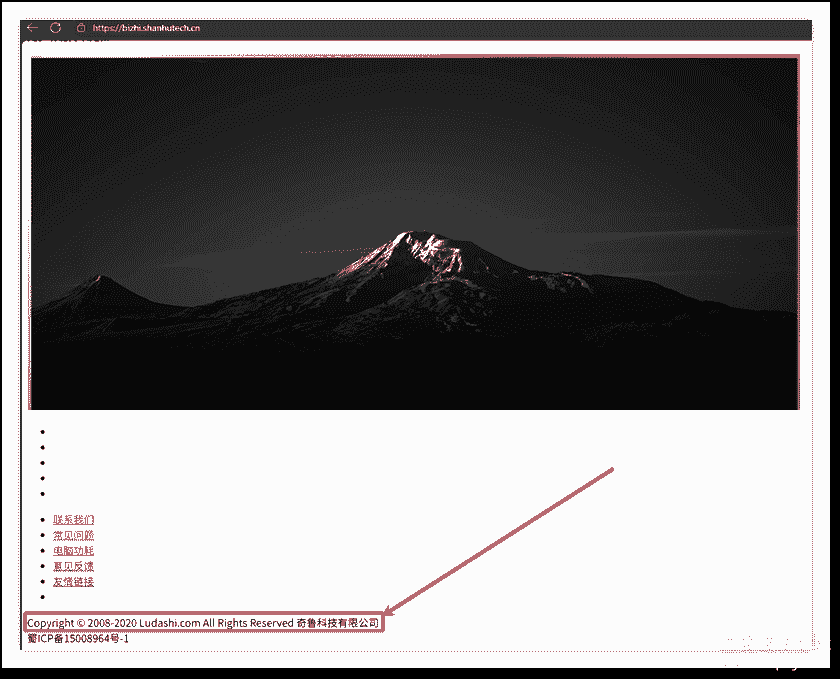 https://bizhi.shanhutech.cn
联系我们
常见问题
电脑功耗
意见反馈
友情链接
Copyright © 2008-2020 Ludashi.com All Rights Reserved 奇鲁科技有限公司
蜀ICP备15008964号-1